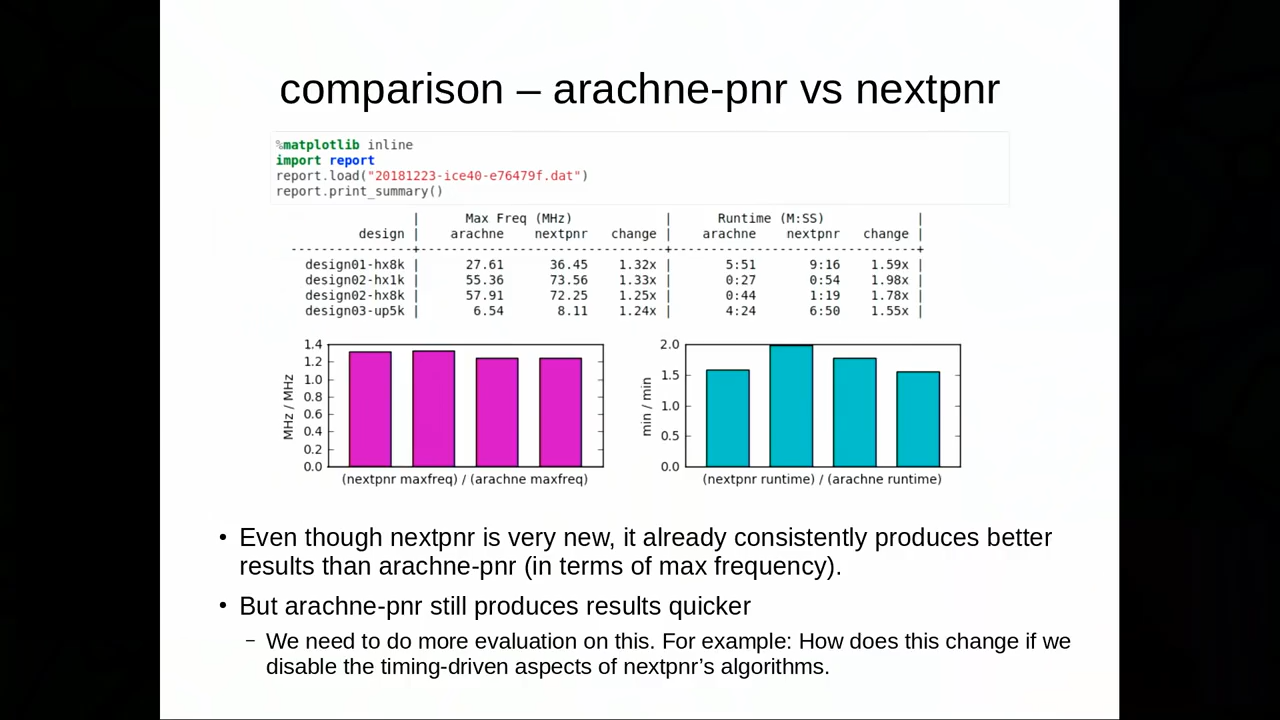 comparison – arachne-pnr vs nextpnr
%matplotlib inline
import report
report.load("20181223-ice40-e76479f.dat")
report.print_summary()
| Max Freq (MHz) | Runtime (M:SS) |
design | arachne nextpnr change | arachne nextpnr change |
---------------+--------------------------------+--------------------------------+
design01-hx8k | 27.61 36.45 1.32x | 5:51 9:16 1.59x |
design02-hx1k | 55.36 73.56 1.33x | 0:27 0:54 1.98x |
design02-hx8k | 57.91 72.25 1.25x | 0:44 1:19 1.78x |
design03-up5k | 6.54 8.11 1.24x | 4:24 6:50 1.55x |
1.4
1.2
1.0
0.8
0.6
0.4
0.2
0.0
MHz / MHz
(nextpnr maxfreq) / (arachne maxfreq)
2.0
1.5
1.0
0.5
0.0
min / min
(nextpnr runtime) / (arachne runtime)
• Even though nextpnr is very new, it already consistently produces better
results than arachne-pnr (in terms of max frequency).
• But arachne-pnr still produces results quicker
– We need to do more evaluation on this. For example: How does this change if we
disable the timing-driven aspects of nextpnr’s algorithms.